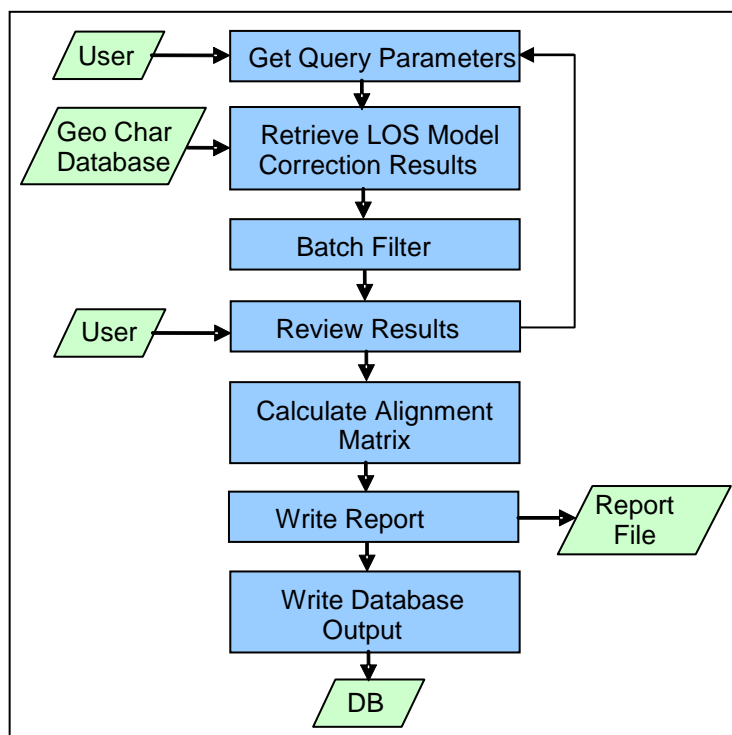 User
Get Query Parameters
Geo Char
Database
Retrieve LOS Model
Correction Results
Batch Filter
User
Review Results
Calculate Alignment
Matrix
Write Report
Report
File
Write Database
Output
DB